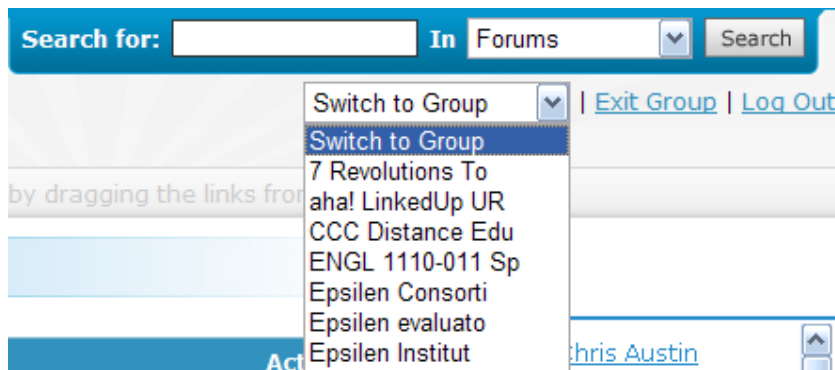 Search for: In Forums Search
Switch to Group | Exit Group | Log Out
Switch to Group
7 Revolutions To
by dragging the links from
aha! LinkedUp UR
CCC Distance Edu
ENGL 1110-011 Sp
Epsilen Consorti
Epsilen evaluato
Act Epsilen Institut hris Austin